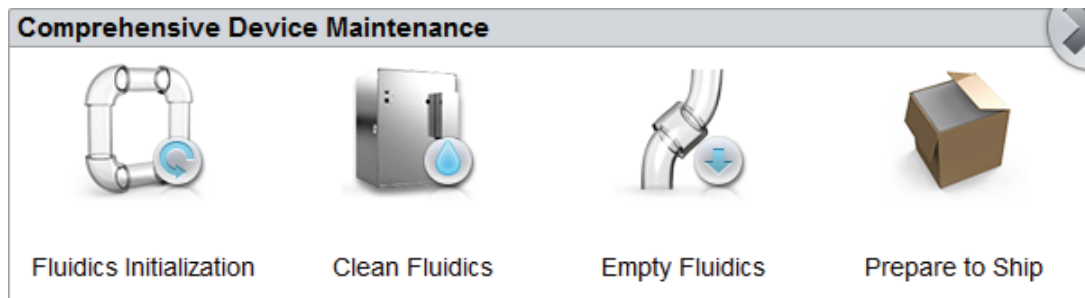 Comprehensive Device Maintenance
Fluidics Initialization
Clean Fluidics
Empty Fluidics
Prepare to Ship